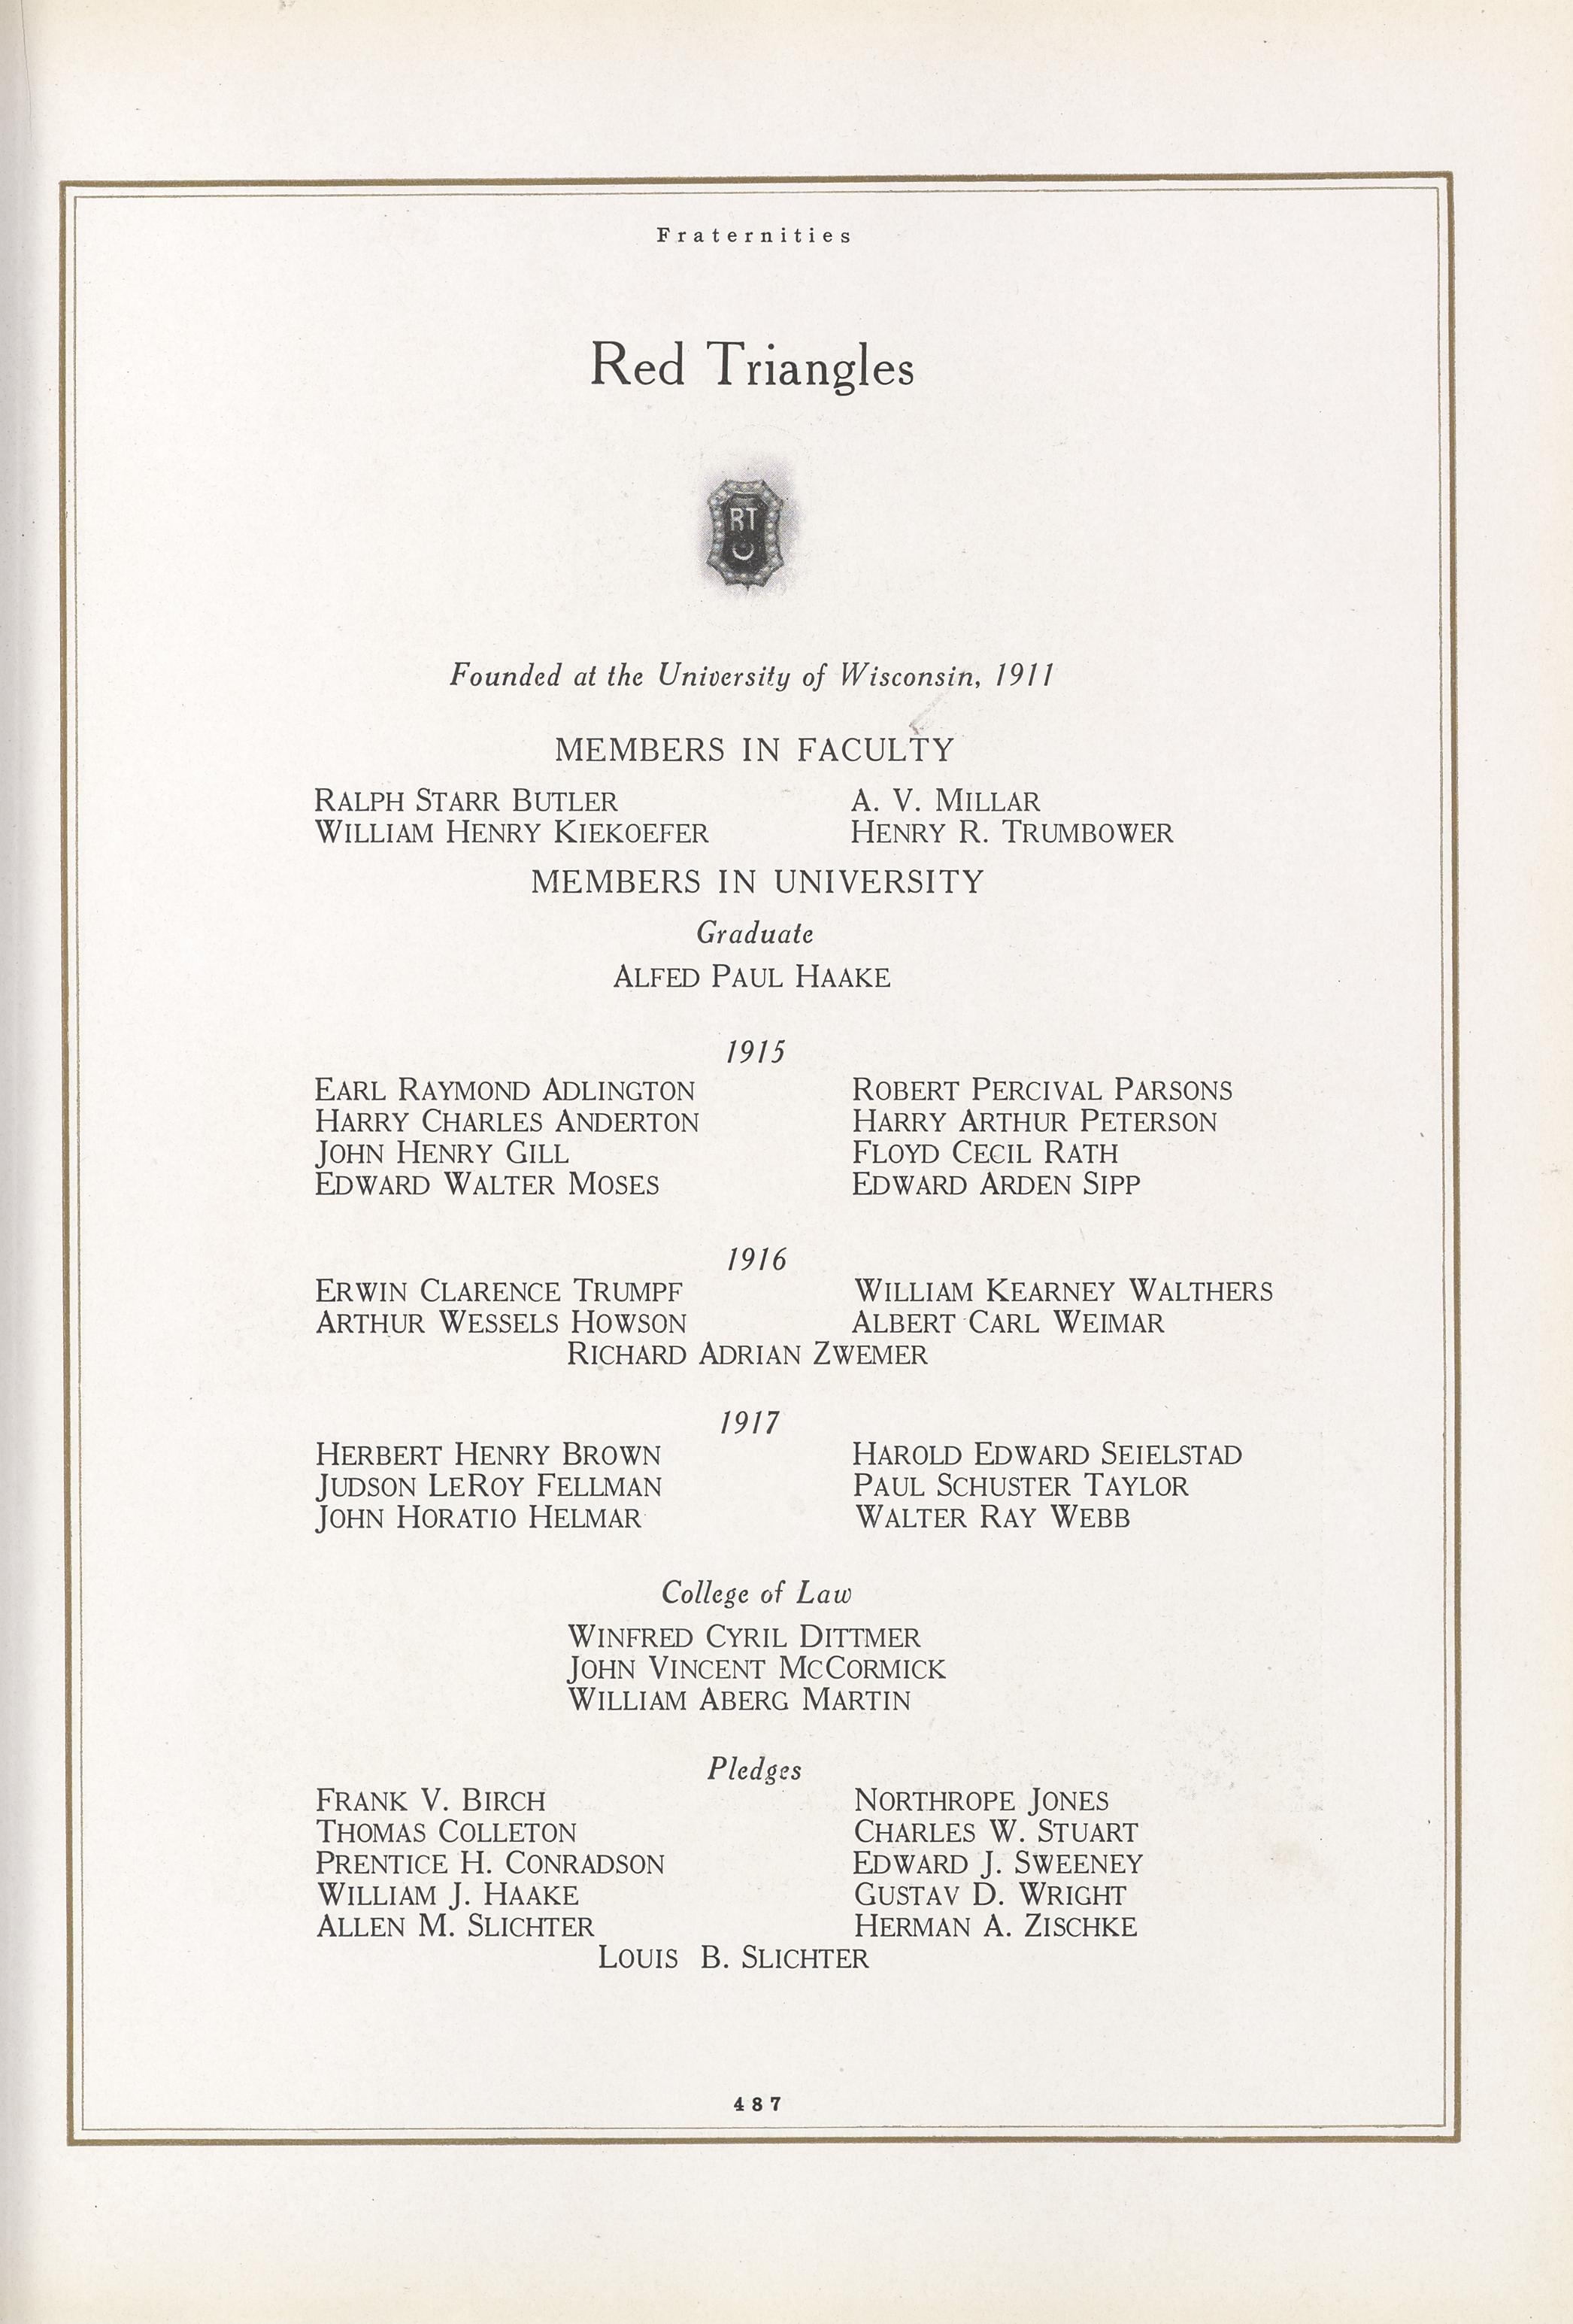 Fraternities
Red Triangles
RT
Founded at the University of Wisconsin, 1911
MEMBERS IN FACULTY
RALPH STARR BUTLER A. V. MILLAR
WILLIAM HENRY KIEKOEFER HENRY R. TRUMBOWER
MEMBERS IN UNIVERSITY
Graduate
ALFED PAUL HAAKE
1915
EARL RAYMOND ADLINGTON ROBERT PERCIVAL PARSONS
HARRY CHARLES ANDERTON HARRY ARTHUR PETERSON
JOHN HENRY GILL FLOYD CECIL RATH
EDWARD WALTER MOSES EDWARD ARDEN SIPP
1916
ERWIN CLARENCE TRUMPF WILLIAM KEARNEY WALTHERS
ARTHUR WESSELS HOWSON ALBERT CARL WEIMAR
RICHARD ADRIAN ZWEMER
1917
HERBERT HENRY BROWN HAROLD EDWARD SEIELSTAD
JUDSON LEROY FELLMAN PAUL SCHUSTER TAYLOR
JOHN HORATIO HELMAR WALTER RAY WEBB
College of Law
WINFRED CYRIL DITTMER
JOHN VINCENT MCCORMICK
WILLIAM ABERG MARTIN
Pledges
FRANK V. BIRCH NORTHROPE JONES
THOMAS COLLETON CHARLES W. STUART
PRENTICE H. CONRADSON EDWARD J. SWEENEY
WILLIAM J. HAAKE GUSTAV D. WRIGHT
ALLEN M. SLICHTER HERMAN A. ZISCHKE
LOUIS B. SLICHTER
487